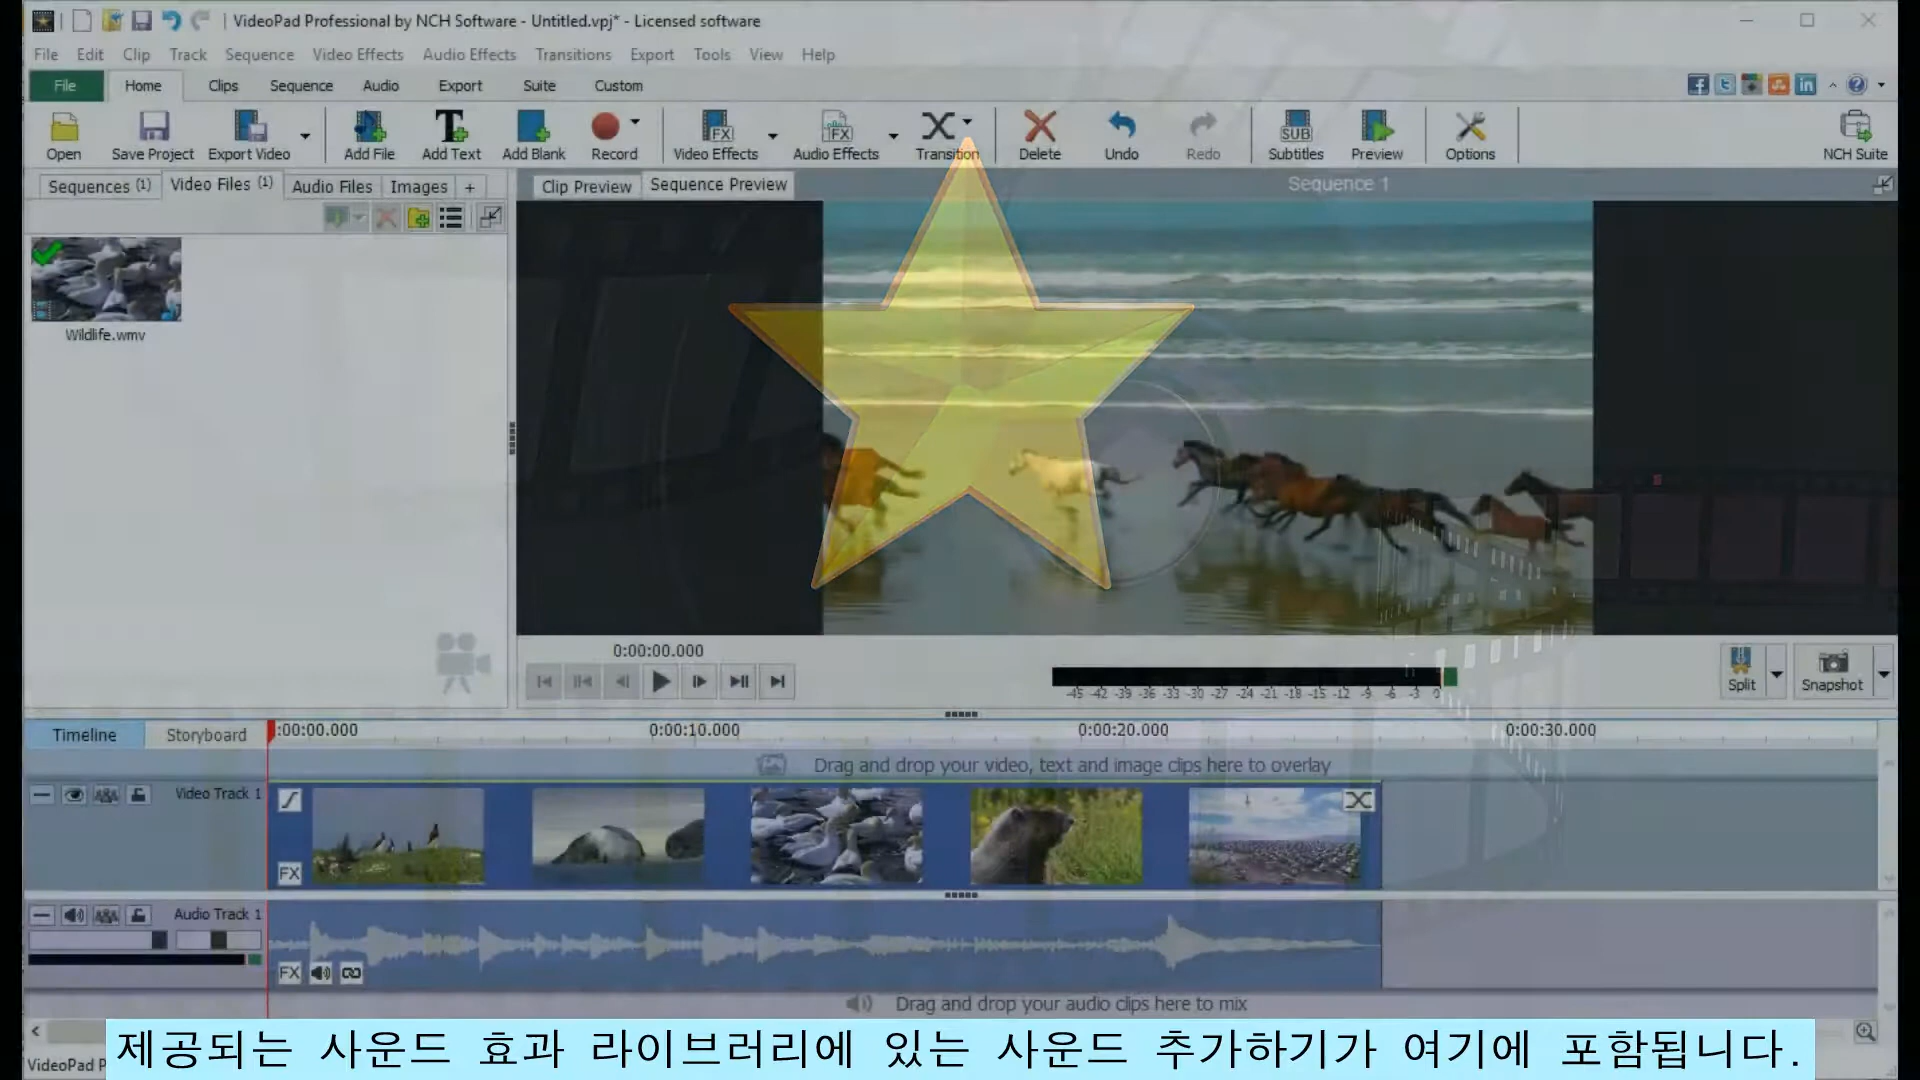 VideoPad Professional by NCH Software - Untitled.vpj* - Licensed software
File Edit Clip Track Sequence Video Effects Audio Effects Transitions Export Tools View Help
File Home Clips Sequence Audio Export Suite Custom
Open Save Project Export Video Add File Add Text Add Blank Record Video Effects Audio Effects Transition Delete Undo Redo Subtitles Preview Options NCH Suite
Sequences (1) Video Files (1) Audio Files Images +
Clip Preview Sequence Preview Sequence 1
Wildlife.wmv
0:00:00.000
-45 -42 -39 -36 -33 -30 -27 -24 -21 -18 -15 -12 -9 -6 -3 0
Split Snapshot
Timeline Storyboard :00:00.000 0:00:10.000 0:00:20.000 0:00:30.000
Drag and drop your video, text and image clips here to overlay
Video Track 1
FX
Audio Track 1
FX
Drag and drop your audio clips here to mix
제공되는 사운드 효과 라이브러리에 있는 사운드 추가하기가 여기에 포함됩니다.
VideoPad P